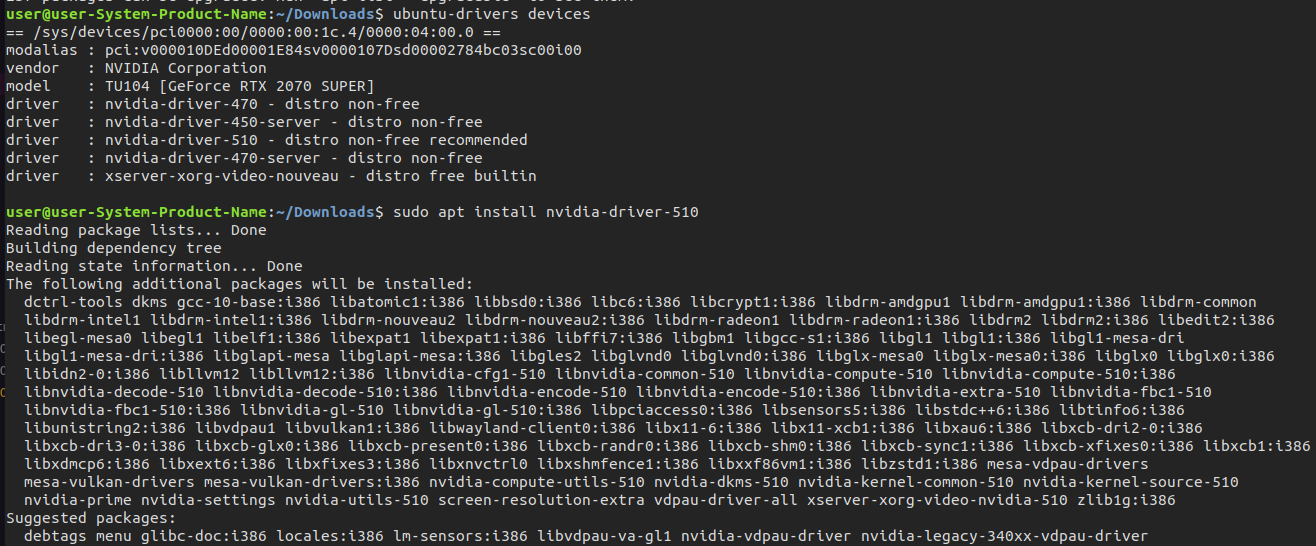 user@user-System-Product-Name:~/Downloads$ ubuntu-drivers devices
== /sys/devices/pci0000:00/0000:00:1c.4/0000:04:00.0 ==
modalias : pci:v000010DEd00001E84sv0000107Dsd00002784bc03sc00i00
vendor   : NVIDIA Corporation
model    : TU104 [GeForce RTX 2070 SUPER]
driver   : nvidia-driver-470 - distro non-free
driver   : nvidia-driver-450-server - distro non-free
driver   : nvidia-driver-510 - distro non-free recommended
driver   : nvidia-driver-470-server - distro non-free
driver   : xserver-xorg-video-nouveau - distro free builtin
user@user-System-Product-Name:~/Downloads$ sudo apt install nvidia-driver-510
Reading package lists... Done
Building dependency tree
Reading state information... Done
The following additional packages will be installed:
  dctrl-tools dkms gcc-10-base:i386 libatomic1:i386 libbsd0:i386 libc6:i386 libcrypt1:i386 libdrm-amdgpu1 libdrm-amdgpu1:i386 libdrm-common
  libdrm-intel1 libdrm-intel1:i386 libdrm-nouveau2 libdrm-nouveau2:i386 libdrm-radeon1 libdrm-radeon1:i386 libdrm2 libdrm2:i386 libedit2:i386
  libegl-mesa0 libegl1 libelf1:i386 libexpat1 libexpat1:i386 libffi7:i386 libgbm1 libgcc-s1:i386 libgl1 libgl1:i386 libgl1-mesa-dri
  libgl1-mesa-dri:i386 libglapi-mesa libglapi-mesa:i386 libgles2 libglvnd0 libglvnd0:i386 libglx-mesa0 libglx-mesa0:i386 libglx0 libglx0:i386
  libidn2-0:i386 libllvm12 libllvm12:i386 libnvidia-cfg1-510 libnvidia-common-510 libnvidia-compute-510 libnvidia-compute-510:i386
  libnvidia-decode-510 libnvidia-decode-510:i386 libnvidia-encode-510 libnvidia-encode-510:i386 libnvidia-extra-510 libnvidia-fbc1-510
  libnvidia-fbc1-510:i386 libnvidia-gl-510 libnvidia-gl-510:i386 libpciaccess0:i386 libsensors5:i386 libstdc++6:i386 libtinfo6:i386
  libunistring2:i386 libvdpau1 libvulkan1:i386 libwayland-client0:i386 libx11-6:i386 libx11-xcb1:i386 libxau6:i386 libxcb-dri2-0:i386
  libxcb-dri3-0:i386 libxcb-glx0:i386 libxcb-present0:i386 libxcb-randr0:i386 libxcb-shm0:i386 libxcb-sync1:i386 libxcb-xfixes0:i386 libxcb1:i386
  libxdmcp6:i386 libxext6:i386 libxfixes3:i386 libxnvctrl0 libxshmfence1:i386 libxxf86vm1:i386 libzstd1:i386 mesa-vdpau-drivers
  mesa-vulkan-drivers mesa-vulkan-drivers:i386 nvidia-compute-utils-510 nvidia-dkms-510 nvidia-kernel-common-510 nvidia-kernel-source-510
  nvidia-prime nvidia-settings nvidia-utils-510 screen-resolution-extra vdpau-driver-all xserver-xorg-video-nvidia-510 zlib1g:i386
Suggested packages:
  debtags menu glibc-doc:i386 locales:i386 lm-sensors:i386 libvdpau-va-gl1 nvidia-vdpau-driver nvidia-legacy-340xx-vdpau-driver